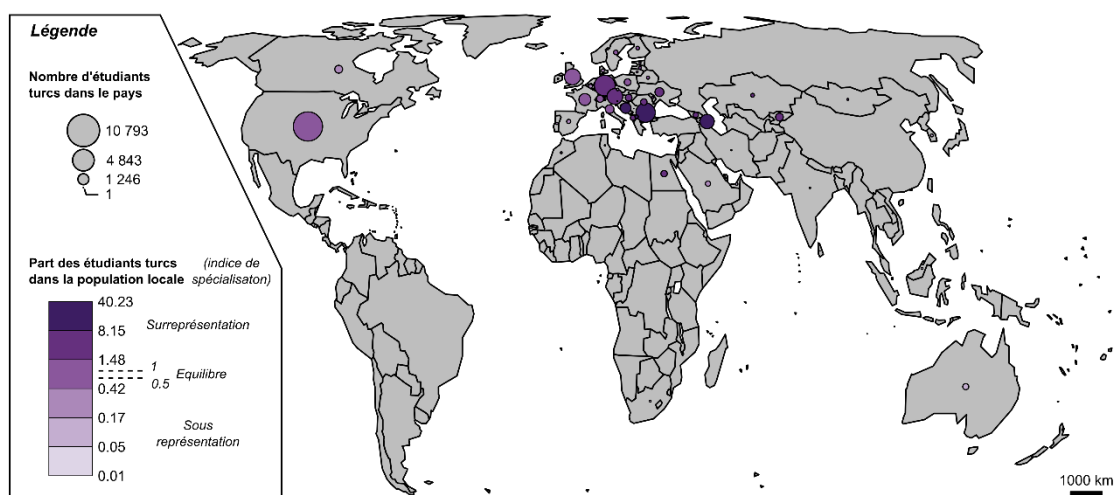 Légende
Nombre d'étudiants
turcs dans le pays
10 793
4 843
1 246
1
Part des étudiants turcs
dans la population locale
(indice de
spécialisaton)
40.23
8.15
1.48
0.42
0.17
0.05
0.01
Surreprésentation
1
0.5
Equilibre
Sous
représentation
1000 km